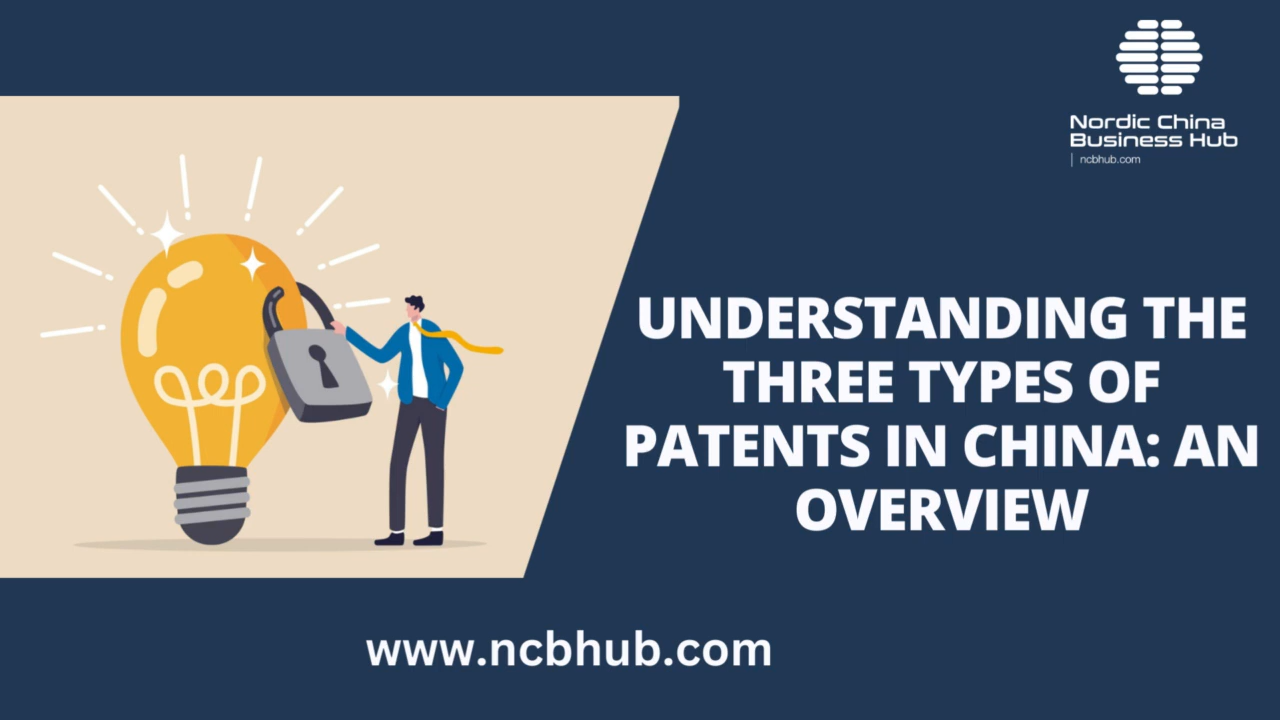 Nordic China
Business Hub
ncbhub.com
UNDERSTANDING THE
THREE TYPES OF
PATENTS IN CHINA: AN
OVERVIEW
www.ncbhub.com